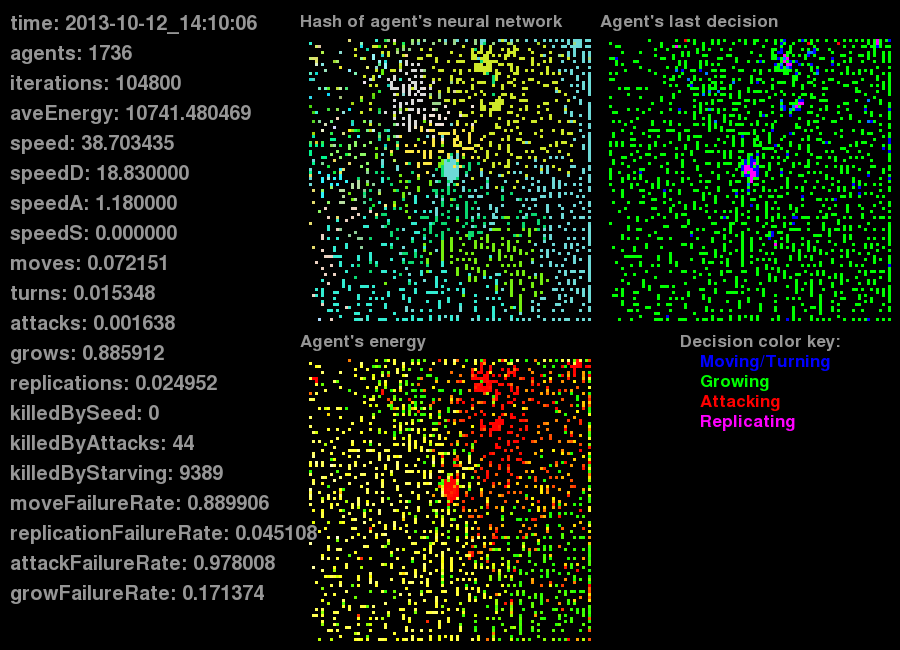 time: 2013-10-12_14:10:06
agents: 1736
iterations: 104800
aveEnergy: 10741.480469
speed: 38.703435
speedD: 18.830000
speedA: 1.180000
speedS: 0.000000
moves: 0.072151
turns: 0.015348
attacks: 0.001638
grows: 0.885912
replications: 0.024952
killedBySeed: 0
killedByAttacks: 44
killedByStarving: 9389
moveFailureRate: 0.889906
replicationFailureRate: 0.045108
attackFailureRate: 0.978008
growFailureRate: 0.171374
Hash of agent's neural network
Agent's last decision
Agent's energy
Decision color key:
Moving/Turning
Growing
Attacking
Replicating